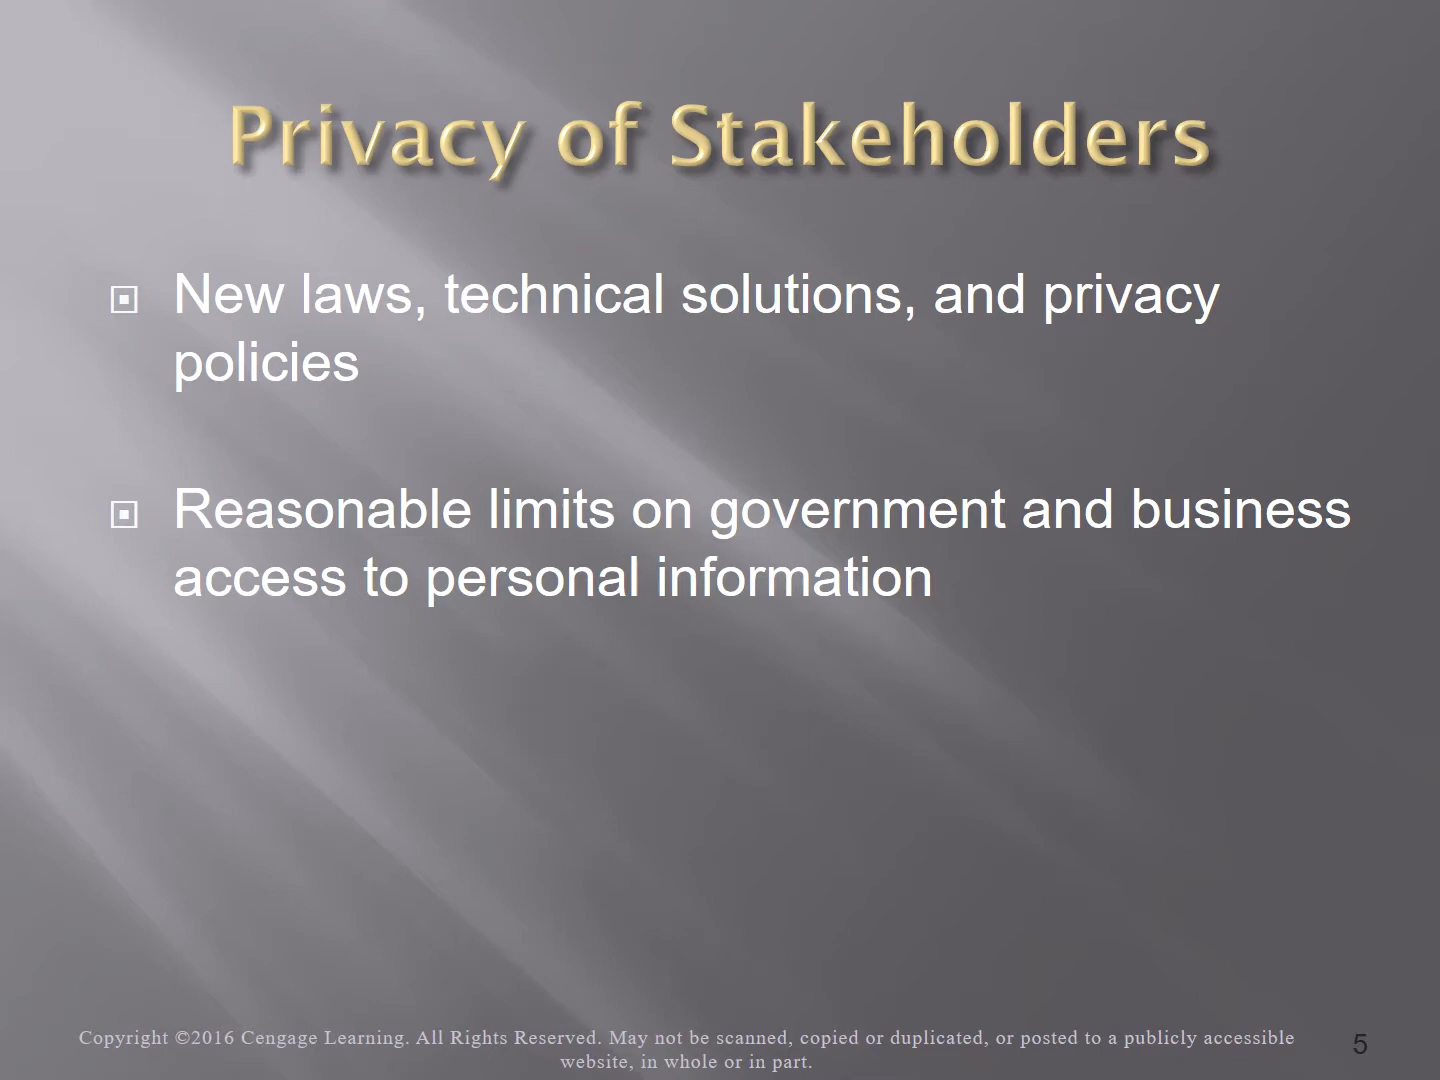 Privacy of Stakeholders
New laws, technical solutions, and privacy
policies
Reasonable limits on government and business
access to personal information
Copyright ©2016 Cengage Learning. All Rights Reserved. May not be scanned, copied or duplicated, or posted to a publicly accessible
website, in whole or in part.
5